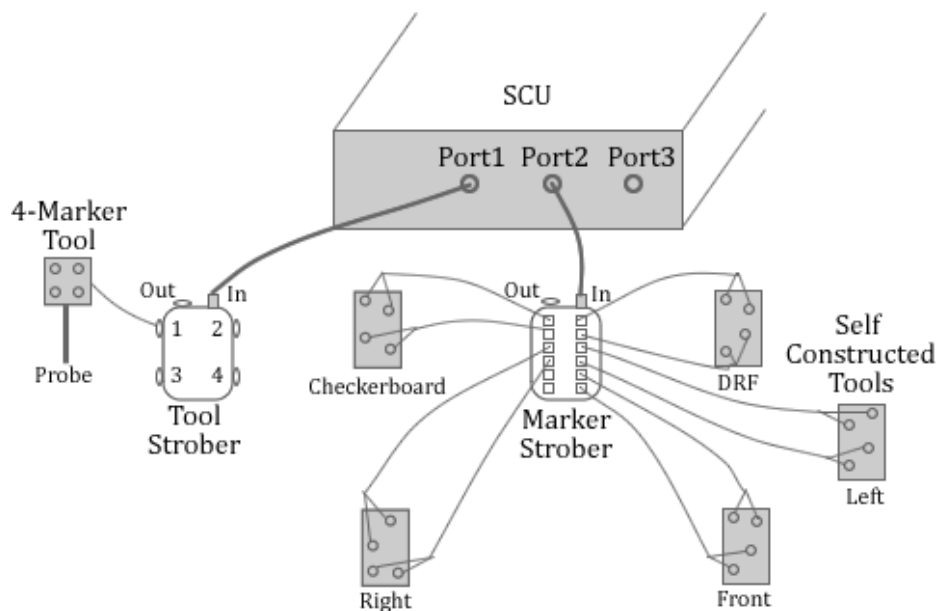 SCU
Port1 Port2 Port3
4-Marker
Tool
Out In
1 2
3 4
Probe
Tool
Strober
Out In
Checkerboard
Marker
Strober
DRF
Self
Constructed
Tools
Left
Right
Front